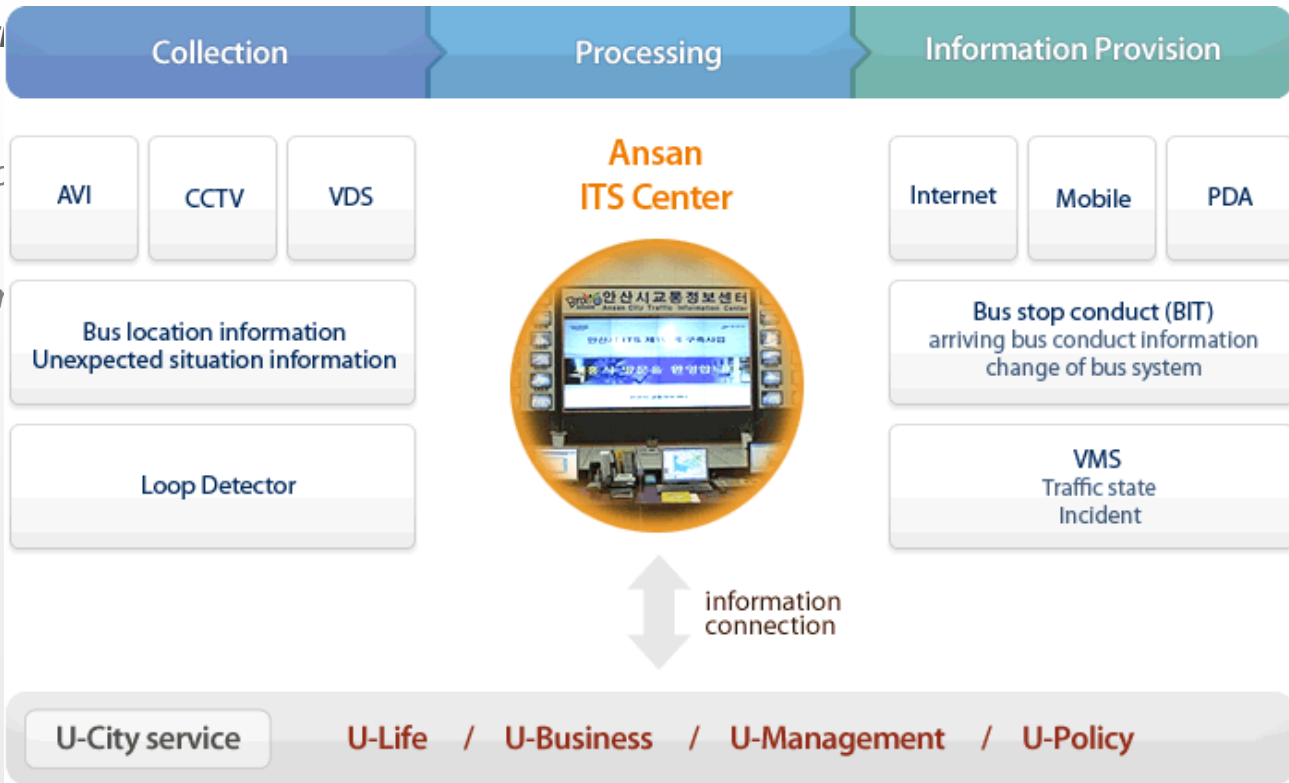 Collection
Processing
Information Provision
AVI
CCTV
VDS
Ansan
ITS Center
Internet
Mobile
PDA
안산시교통정보센터
Ansan City Traffic Information Center
Bus location information
Unexpected situation information
Bus stop conduct (BIT)
arriving bus conduct information
change of bus system
Loop Detector
VMS
Traffic state
Incident
information
connection
U-City service
U-Life / U-Business / U-Management / U-Policy